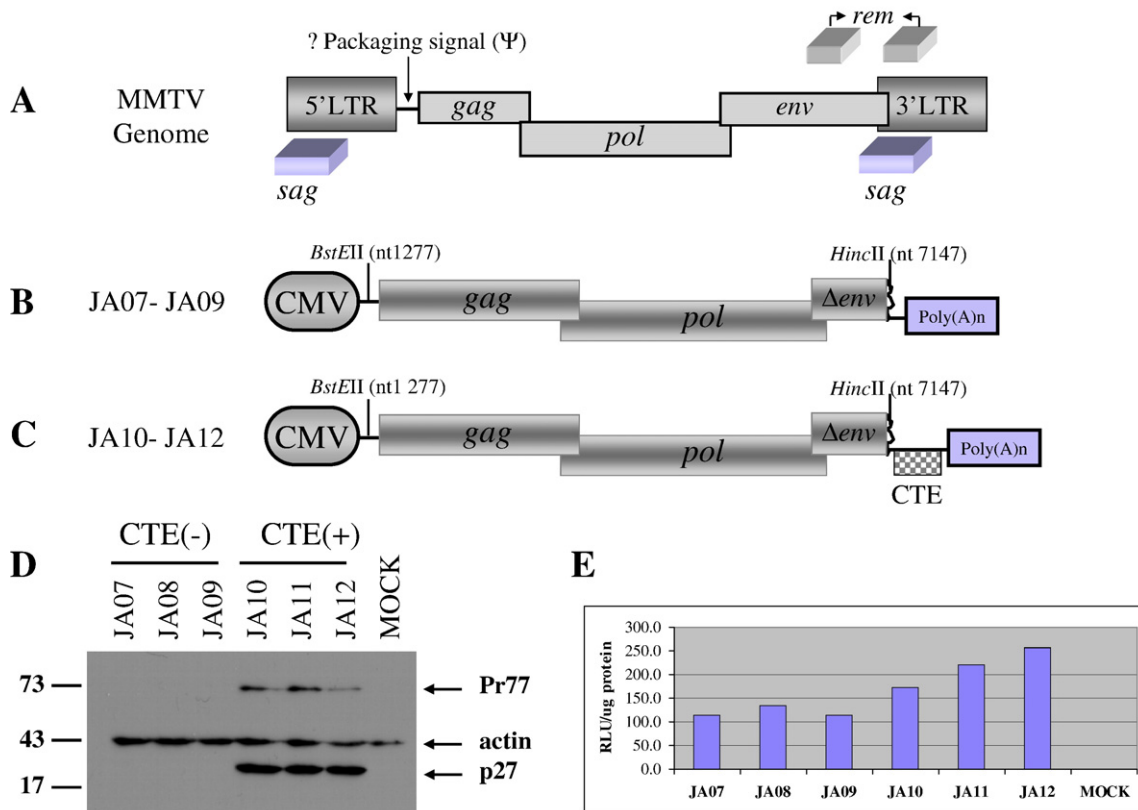 rem
? Packaging signal (Ψ)
A
MMTV
Genome
5'LTR
gag
pol
env
3'LTR
sag
sag
B
JA07- JA09
BstEII (nt1277)
HincII (nt 7147)
CMV
gag
pol
Δenv
Poly(A)n
C
JA10- JA12
BstEII (nt1 277)
HincII (nt 7147)
CMV
gag
pol
Δenv
Poly(A)n
CTE
D
CTE(-)
CTE(+)
JA07
JA08
JA09
JA10
JA11
JA12
MOCK
73
43
17
Pr77
actin
p27
E
RLU/ug protein
300.0
250.0
200.0
150.0
100.0
50.0
0.0
JA07 JA08 JA09 JA10 JA11 JA12 MOCK